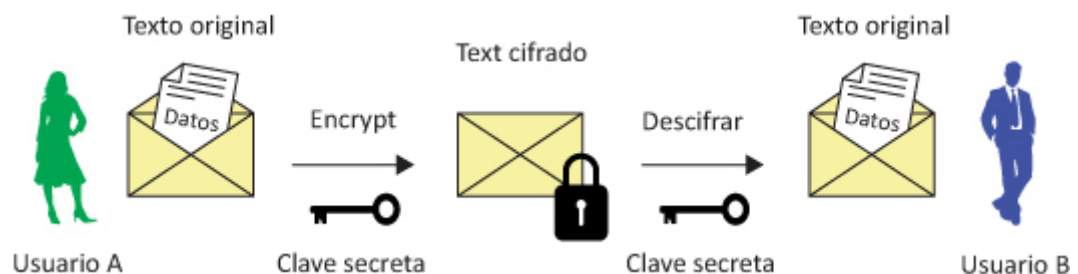 Texto original
Text cifrado
Texto original
Datos
Encrypt
Descifrar
Datos
Usuario A
Clave secreta
Clave secreta
Usuario B